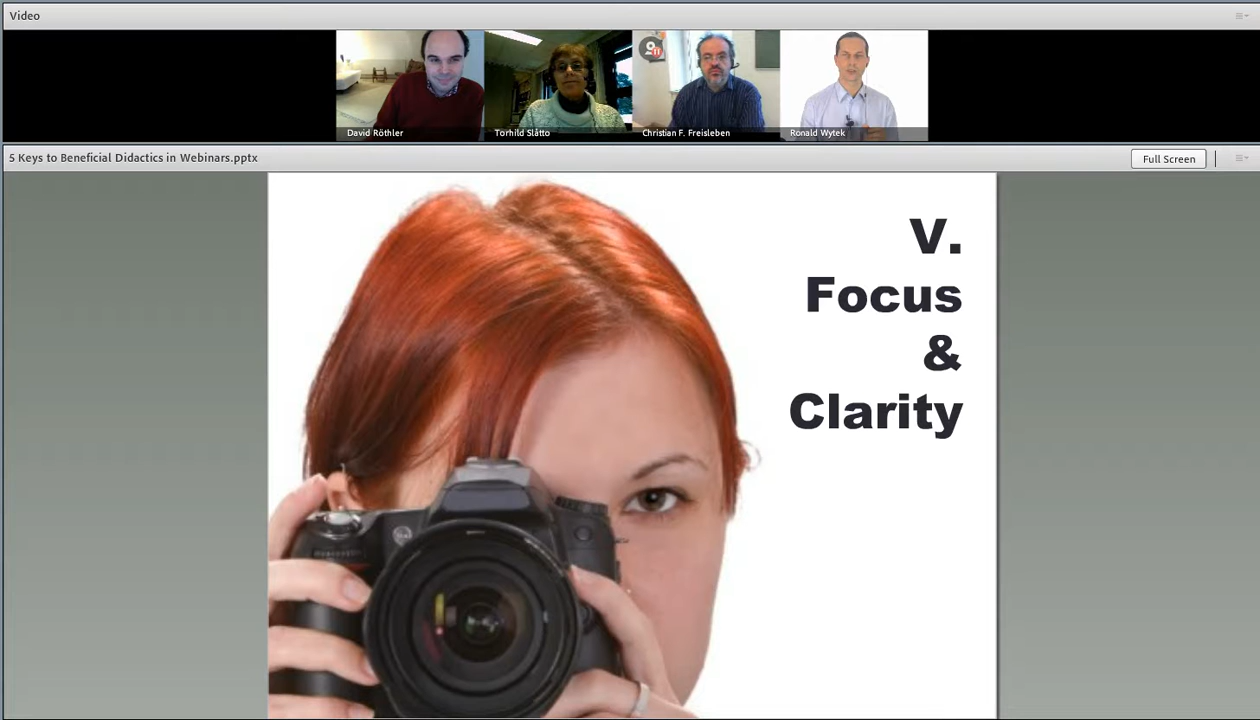 Video
David Röthler
Torhild Slåtto
Christian F. Freisleben
Ronald Wytek
5 Keys to Beneficial Didactics in Webinars.pptx
Full Screen
V.
Focus
&
Clarity